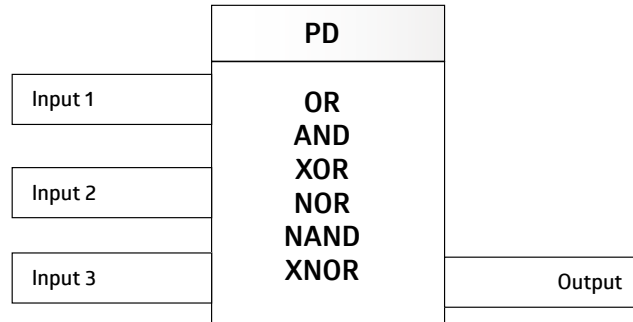 PD
Input 1
OR
AND
XOR
Input 2
NOR
NAND
Input 3
XNOR
Output